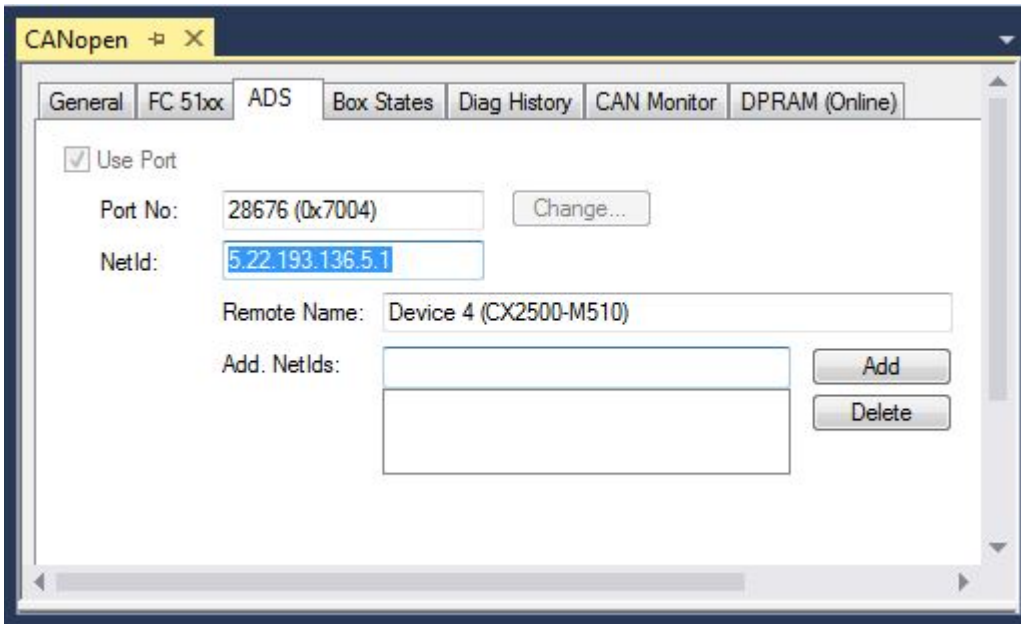 CANopen
General FC 51xx ADS Box States Diag History CAN Monitor DPRAM (Online)
Use Port
Port No: 28676 (0x7004) Change...
NetId: 5.22.193.136.5.1
Remote Name: Device 4 (CX2500-M510)
Add. NetIds: Add
Delete